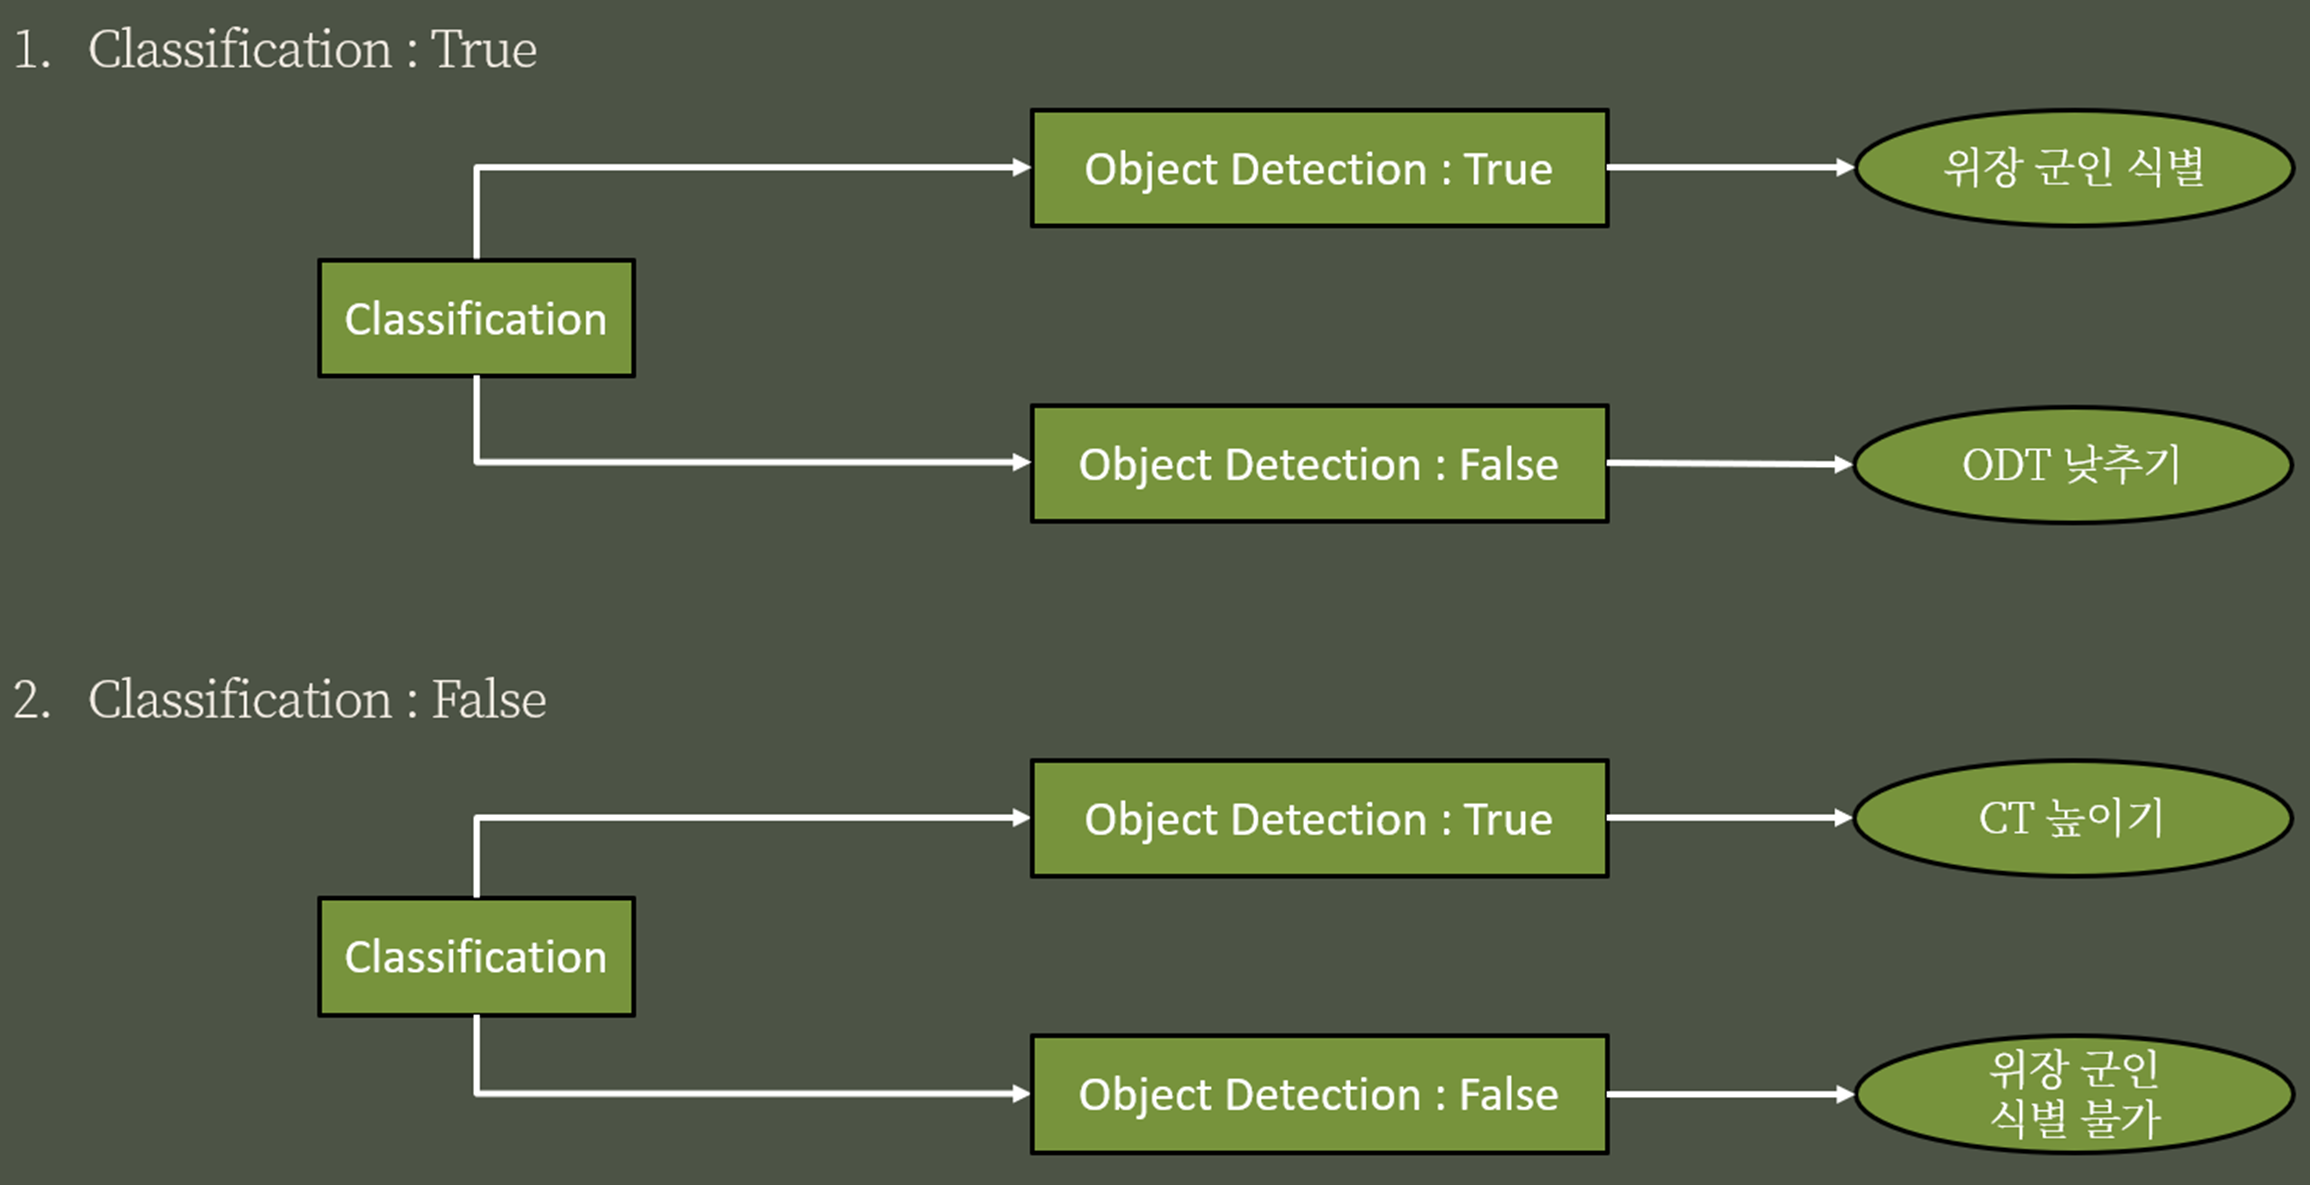 1. Classification : True
Object Detection : True
위장 군인 식별
Classification
Object Detection : False
ODT 낮추기
2. Classification : False
Object Detection : True
CT 높이기
Classification
Object Detection : False
위장 군인
식별 불가